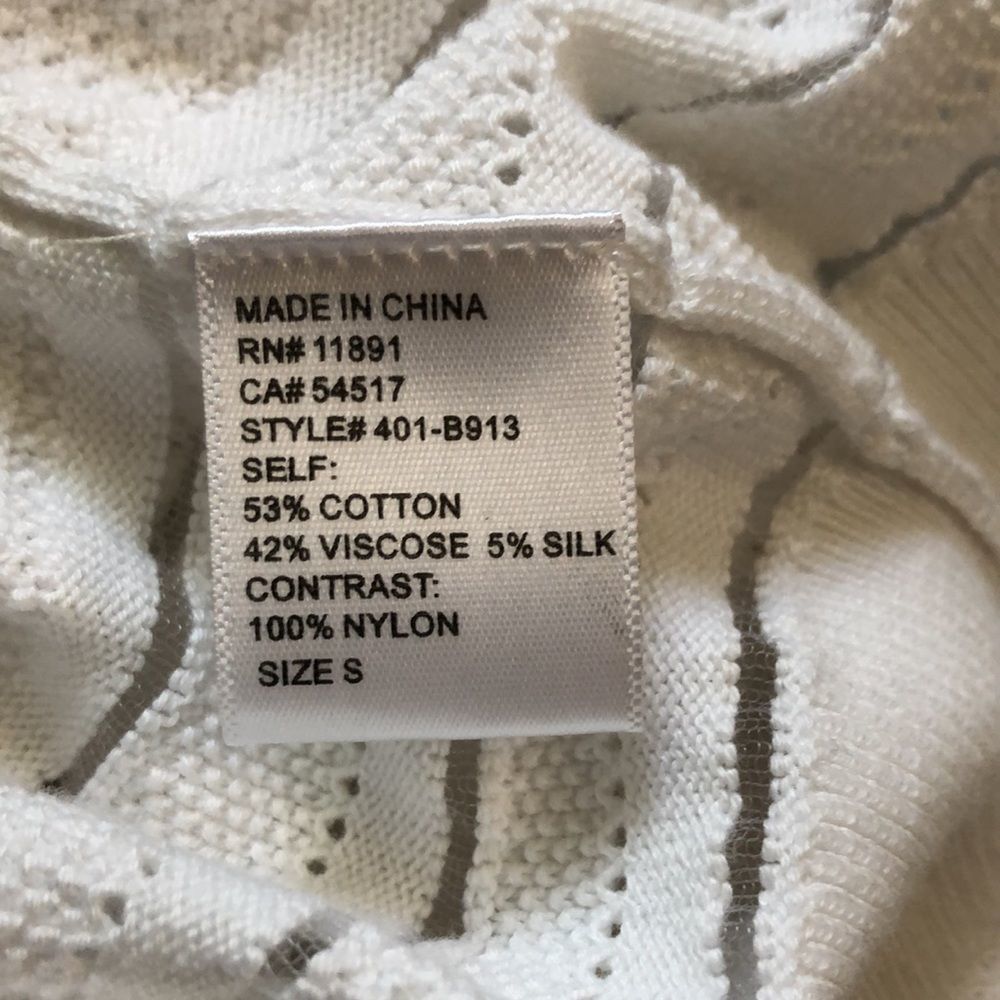 MADE IN CHINA
RN# 11891
CA# 54517
STYLE# 401-B913
SELF:
53% COTTON
42% VISCOSE 5% SILK
CONTRAST:
100% NYLON
SIZE S